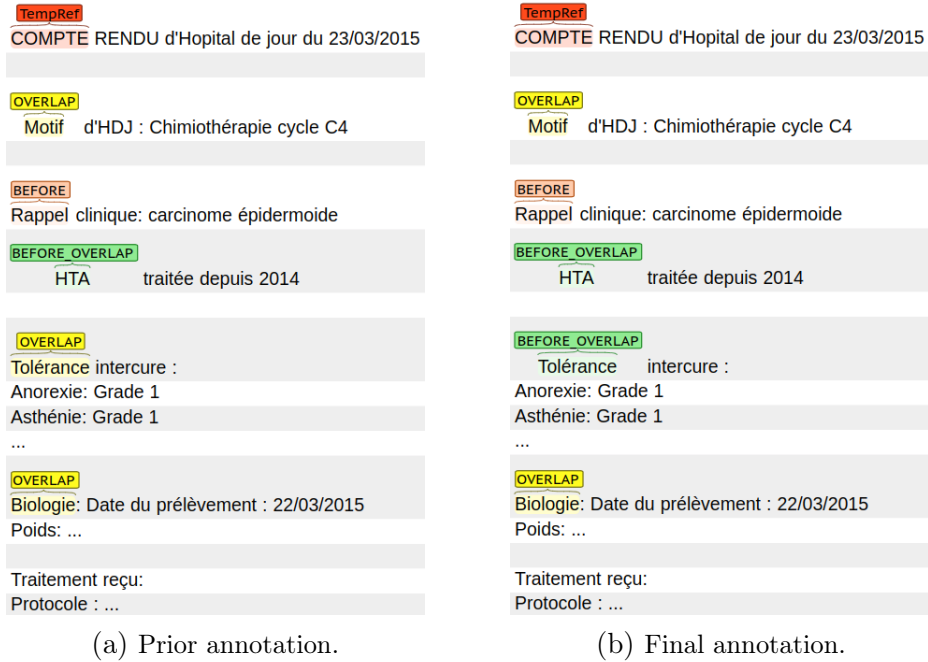 TempRef
COMPTE RENDU d'Hopital de jour du 23/03/2015
OVERLAP
Motif d'HDJ : Chimiothérapie cycle C4
BEFORE
Rappel clinique: carcinome épidermoide
BEFORE_OVERLAP
HTA traitée depuis 2014
OVERLAP
Tolérance intercure :
Anorexie: Grade 1
Asthénie: Grade 1
...
OVERLAP
Biologie: Date du prélèvement : 22/03/2015
Poids: ...
Traitement reçu:
Protocole : ...
(a) Prior annotation.
TempRef
COMPTE RENDU d'Hopital de jour du 23/03/2015
OVERLAP
Motif d'HDJ : Chimiothérapie cycle C4
BEFORE
Rappel clinique: carcinome épidermoide
BEFORE_OVERLAP
HTA traitée depuis 2014
BEFORE_OVERLAP
Tolérance intercure :
Anorexie: Grade 1
Asthénie: Grade 1
...
OVERLAP
Biologie: Date du prélèvement : 22/03/2015
Poids: ...
Traitement reçu:
Protocole : ...
(b) Final annotation.